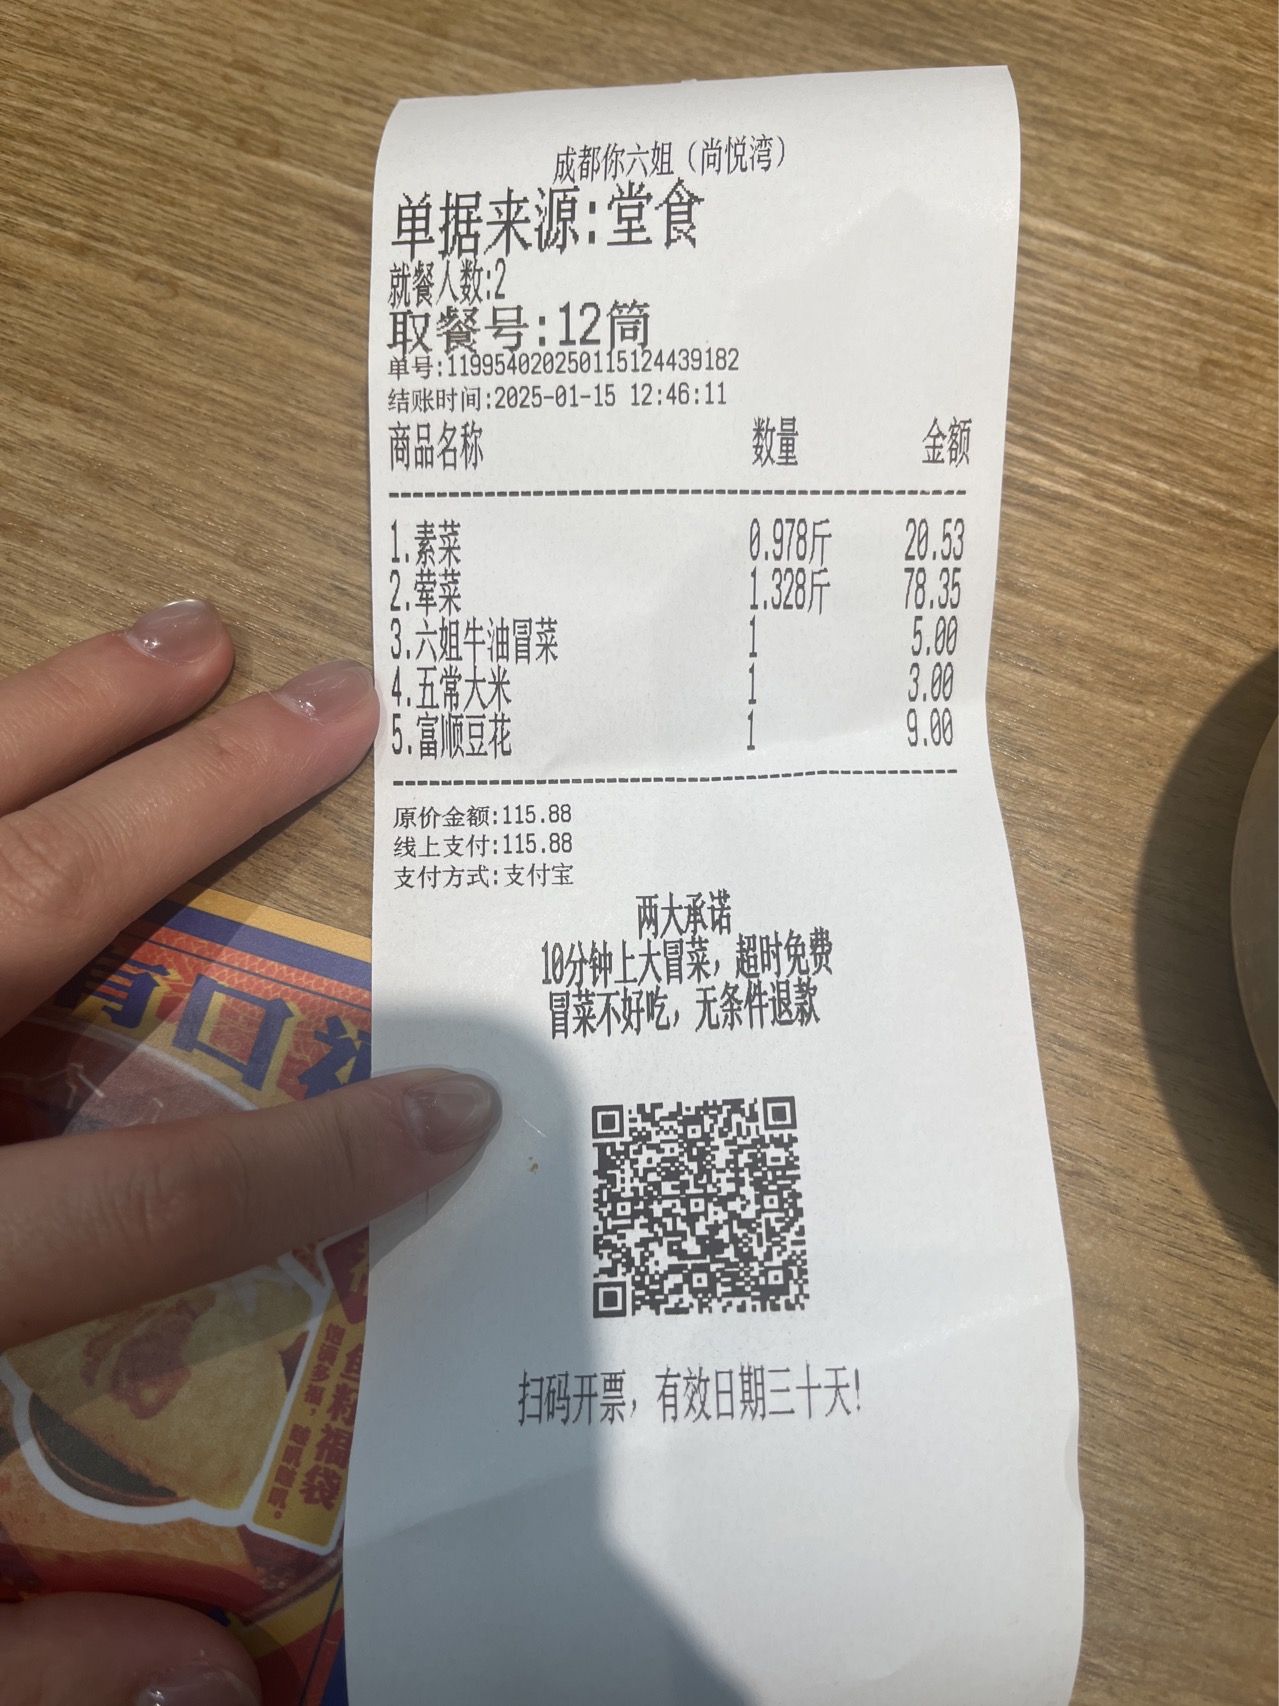 成都你六姐（尚悦湾）
单据来源:堂食
就餐人数:2
取餐号:12筒
单号:119954020250115124439182
结账时间:2025-01-15 12:46:11
商品名称 数量 金额
1.素菜 0.978斤 20.53
2.荤菜 1.328斤 78.35
3.六姐牛油冒菜 1 5.00
4.五常大米 1 3.00
5.富顺豆花 1 9.00
原价金额:115.88
线上支付:115.88
支付方式:支付宝
两大承诺
10分钟上大冒菜，超时免费
冒菜不好吃，无条件退款
扫码开票，有效日期三十天!
有口
福袋